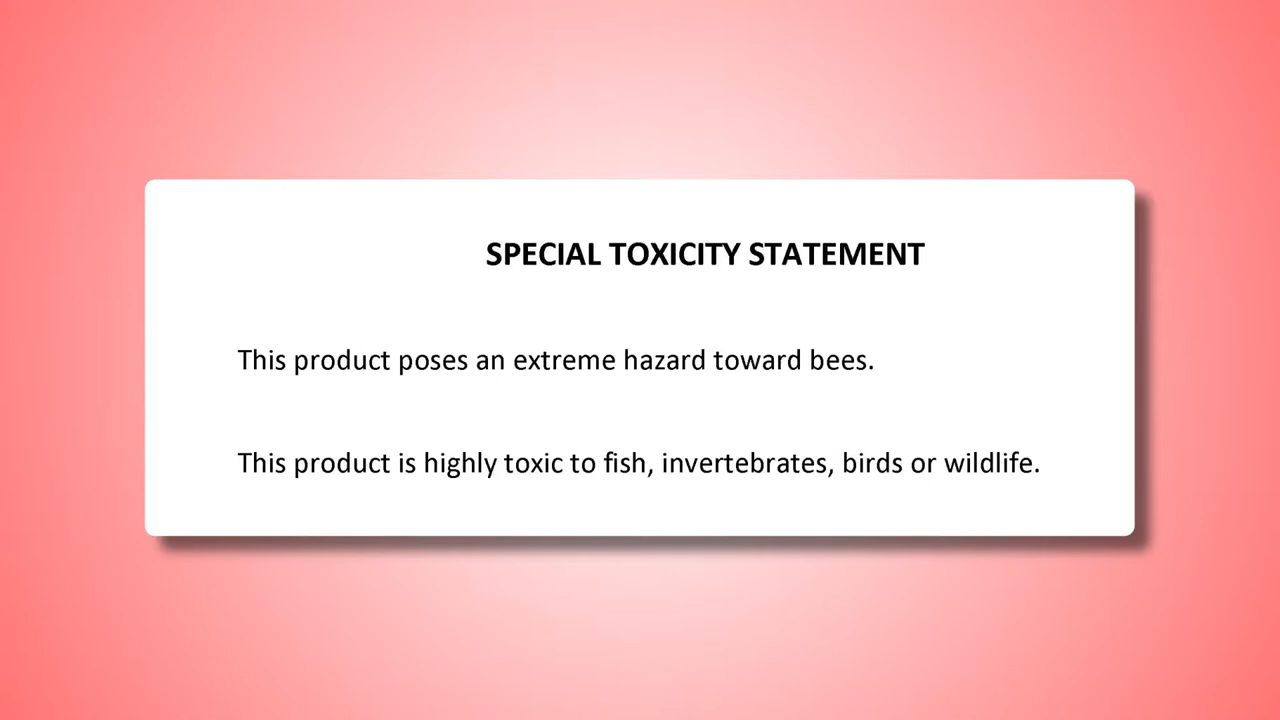 SPECIAL TOXICITY STATEMENT
This product poses an extreme hazard toward bees.
This product is highly toxic to fish, invertebrates, birds or wildlife.